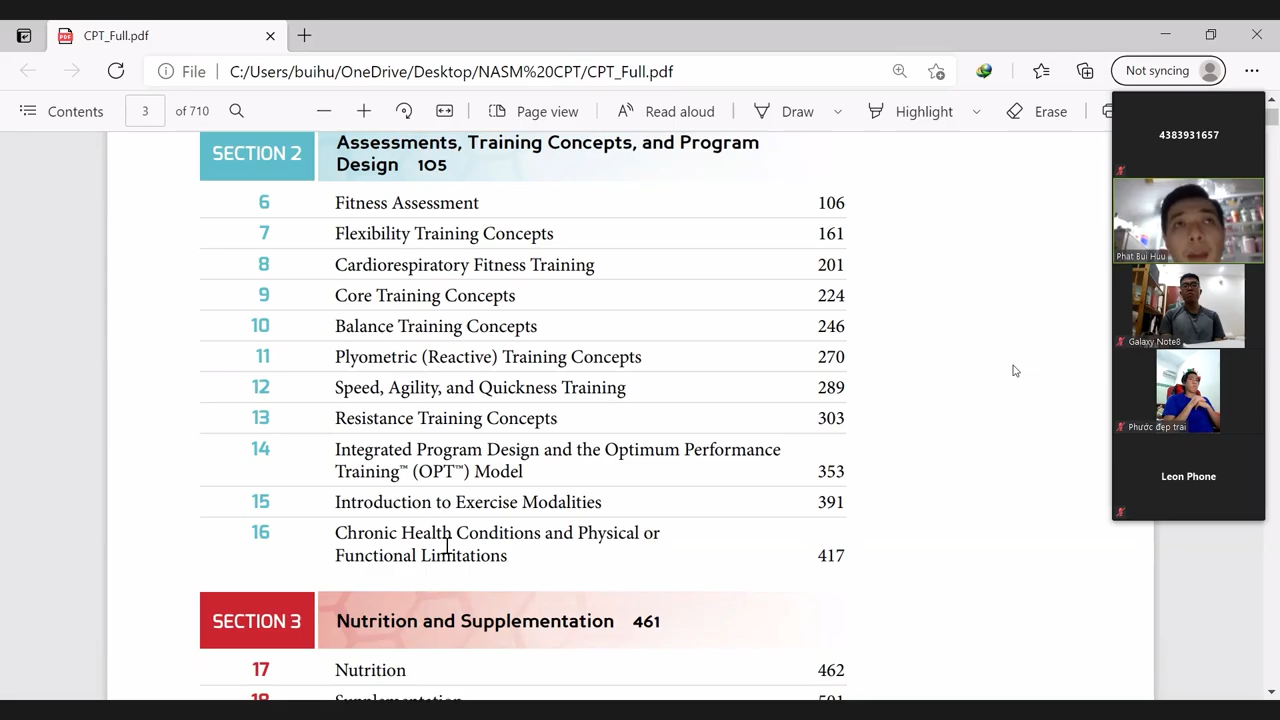 CPT_Full.pdf
File
C:/Users/buihu/OneDrive/Desktop/NASM%20CPT/CPT_Full.pdf
Not syncing
Contents
3
of 710
Page view
Read aloud
Draw
Highlight
Erase
SECTION 2
Assessments, Training Concepts, and Program
Design 105
6 Fitness Assessment 106
7 Flexibility Training Concepts 161
8 Cardiorespiratory Fitness Training 201
9 Core Training Concepts 224
10 Balance Training Concepts 246
11 Plyometric (Reactive) Training Concepts 270
12 Speed, Agility, and Quickness Training 289
13 Resistance Training Concepts 303
14 Integrated Program Design and the Optimum Performance
Training™ (OPT™) Model 353
15 Introduction to Exercise Modalities 391
16 Chronic Health Conditions and Physical or
Functional Limitations 417
SECTION 3
Nutrition and Supplementation 461
17 Nutrition 462
18 Supplementation 501
4383931657
Phat Bui Huu
Galaxy Note8
Phước đẹp trai
Leon Phone